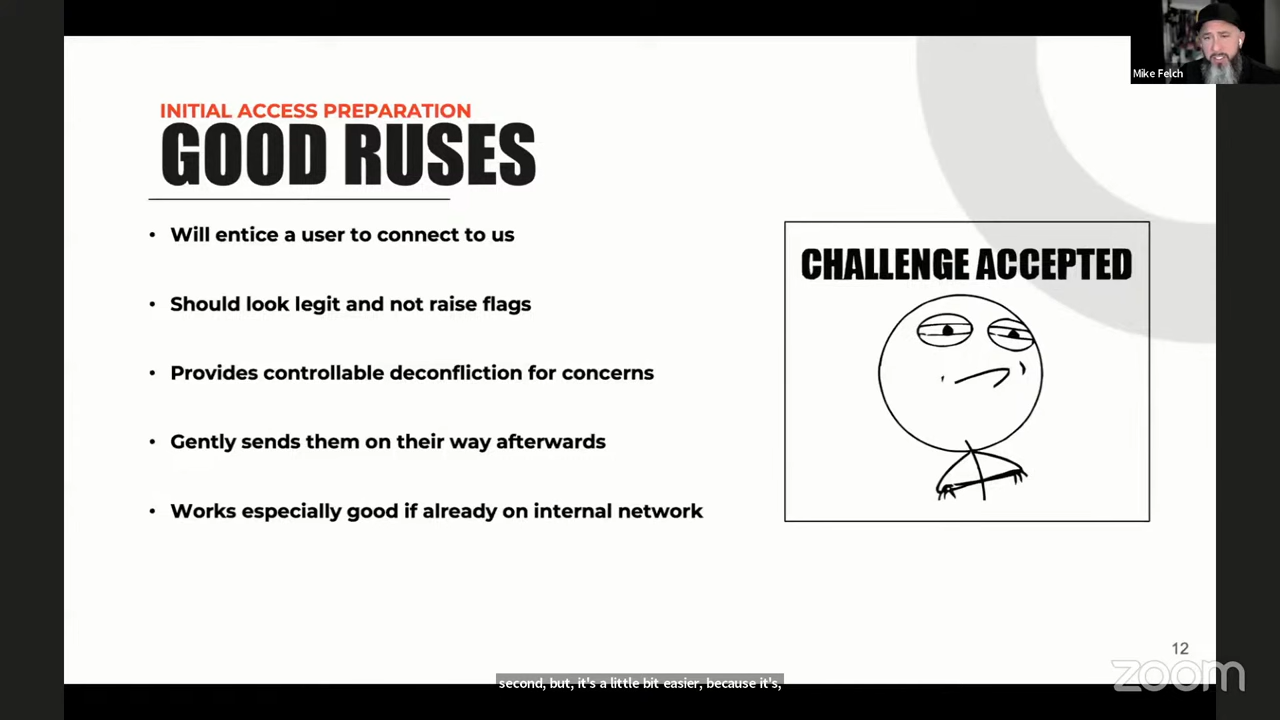 Mike Felch
INITIAL ACCESS PREPARATION
GOOD RUSES
• Will entice a user to connect to us
• Should look legit and not raise flags
• Provides controllable deconfliction for concerns
• Gently sends them on their way afterwards
• Works especially good if already on internal network
CHALLENGE ACCEPTED
12
zoom
second, but, it's a little bit easier, because it's,